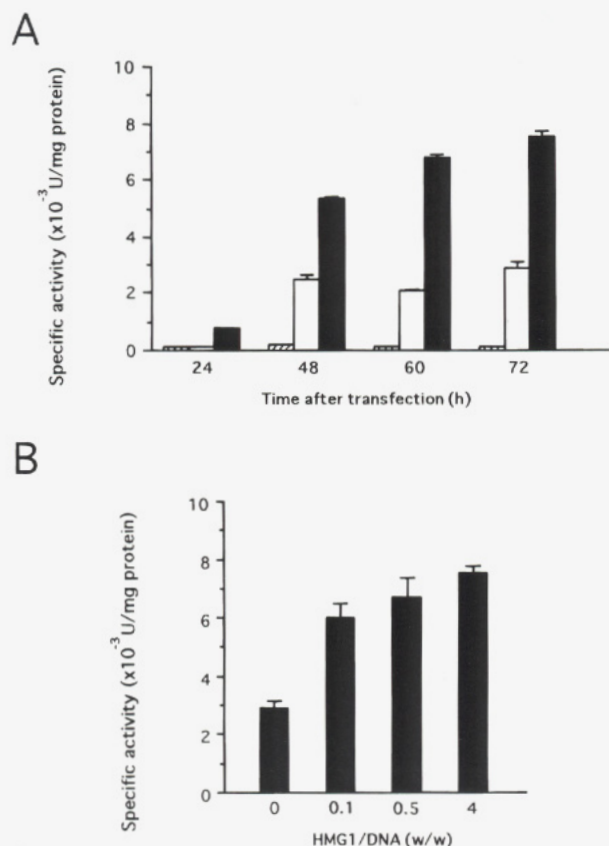 A
Specific activity (x10⁻³ U/mg protein)
10
8
6
4
2
0
24 48 60 72
Time after transfection (h)
B
Specific activity (x10⁻³ U/mg protein)
10
8
6
4
2
0
0 0.1 0.5 4
HMG1/DNA (w/w)